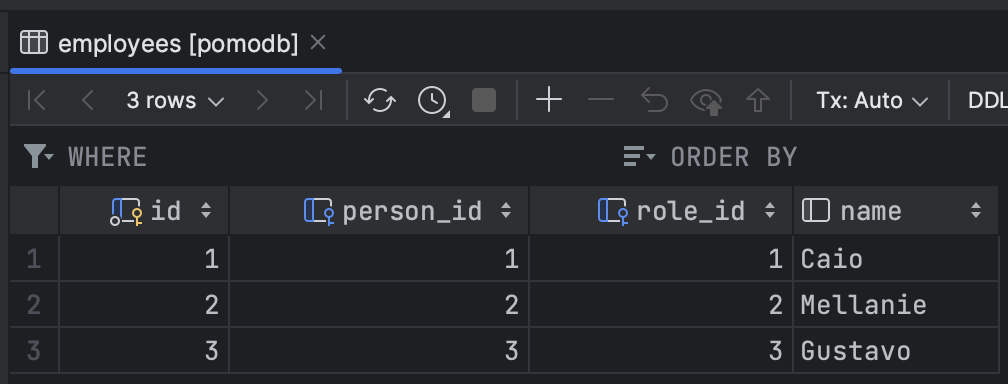 employees [pomodb]
3 rows Tx: Auto DDL
WHERE ORDER BY
id person_id role_id name
1 1 1 1 Caio
2 2 2 2 Mellanie
3 3 3 3 Gustavo